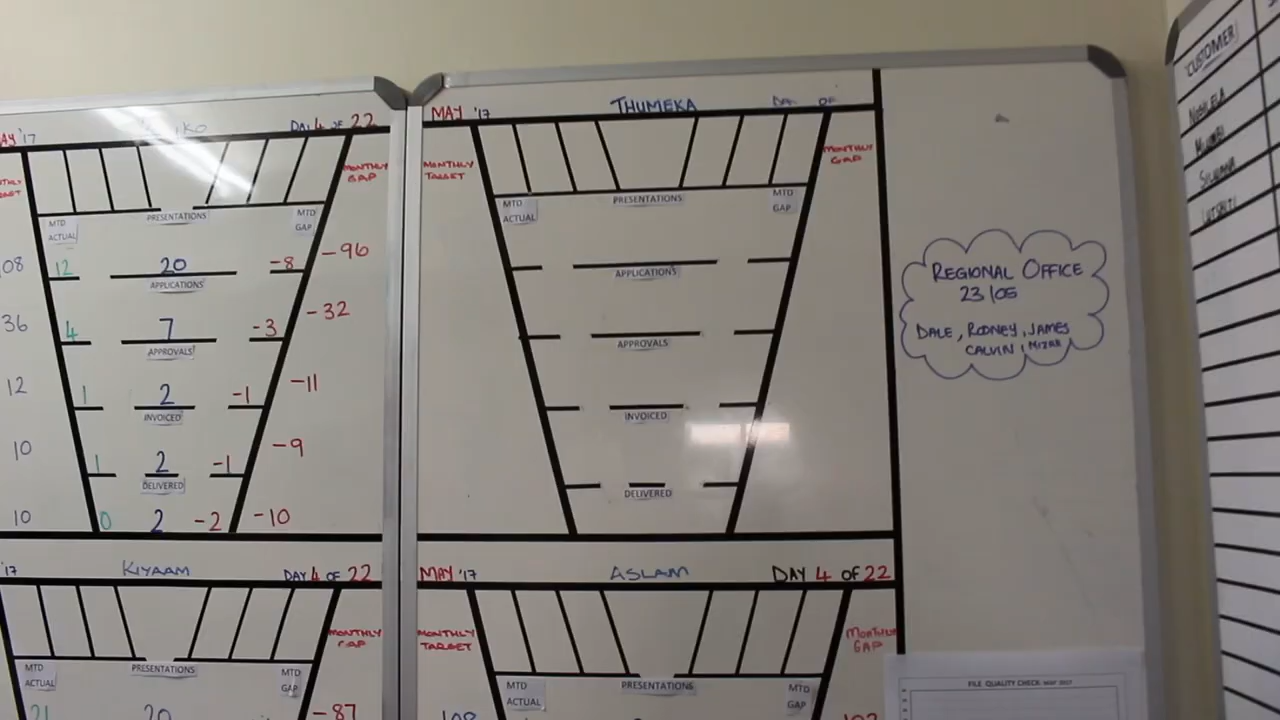 DAY 4 OF 22
MONTHLY GAP
MTD ACTUAL
PRESENTATIONS
MTD GAP
12 20 -8 -96
APPLICATIONS
36 4 7 -3 -32
APPROVALS
12 1 2 -1 -11
INVOICED
10 1 2 -1 -9
DELIVERED
10 0 2 -2 -10
'17 KIYAAM DAY 4 OF 22
MONTHLY GAP
MTD ACTUAL
PRESENTATIONS
MTD GAP
21 20 -87
MAY '17 THUMEKA DAY OF
MONTHLY TARGET
MONTHLY GAP
MTD ACTUAL
PRESENTATIONS
MTD GAP
APPLICATIONS
APPROVALS
INVOICED
DELIVERED
MAY '17 ASLAM DAY 4 OF 22
MONTHLY TARGET
MONTHLY GAP
MTD ACTUAL
PRESENTATIONS
MTD GAP
REGIONAL OFFICE
23/05
DALE, RODNEY, JAMES
CALVIN,
FILE QUALITY CHECK: MAY 2017
CUSTOMER